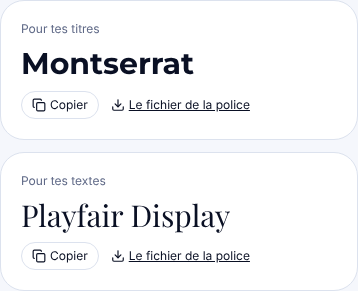 Pour tes titres
Montserrat
Copier
Le fichier de la police
Pour tes textes
Playfair Display
Copier
Le fichier de la police